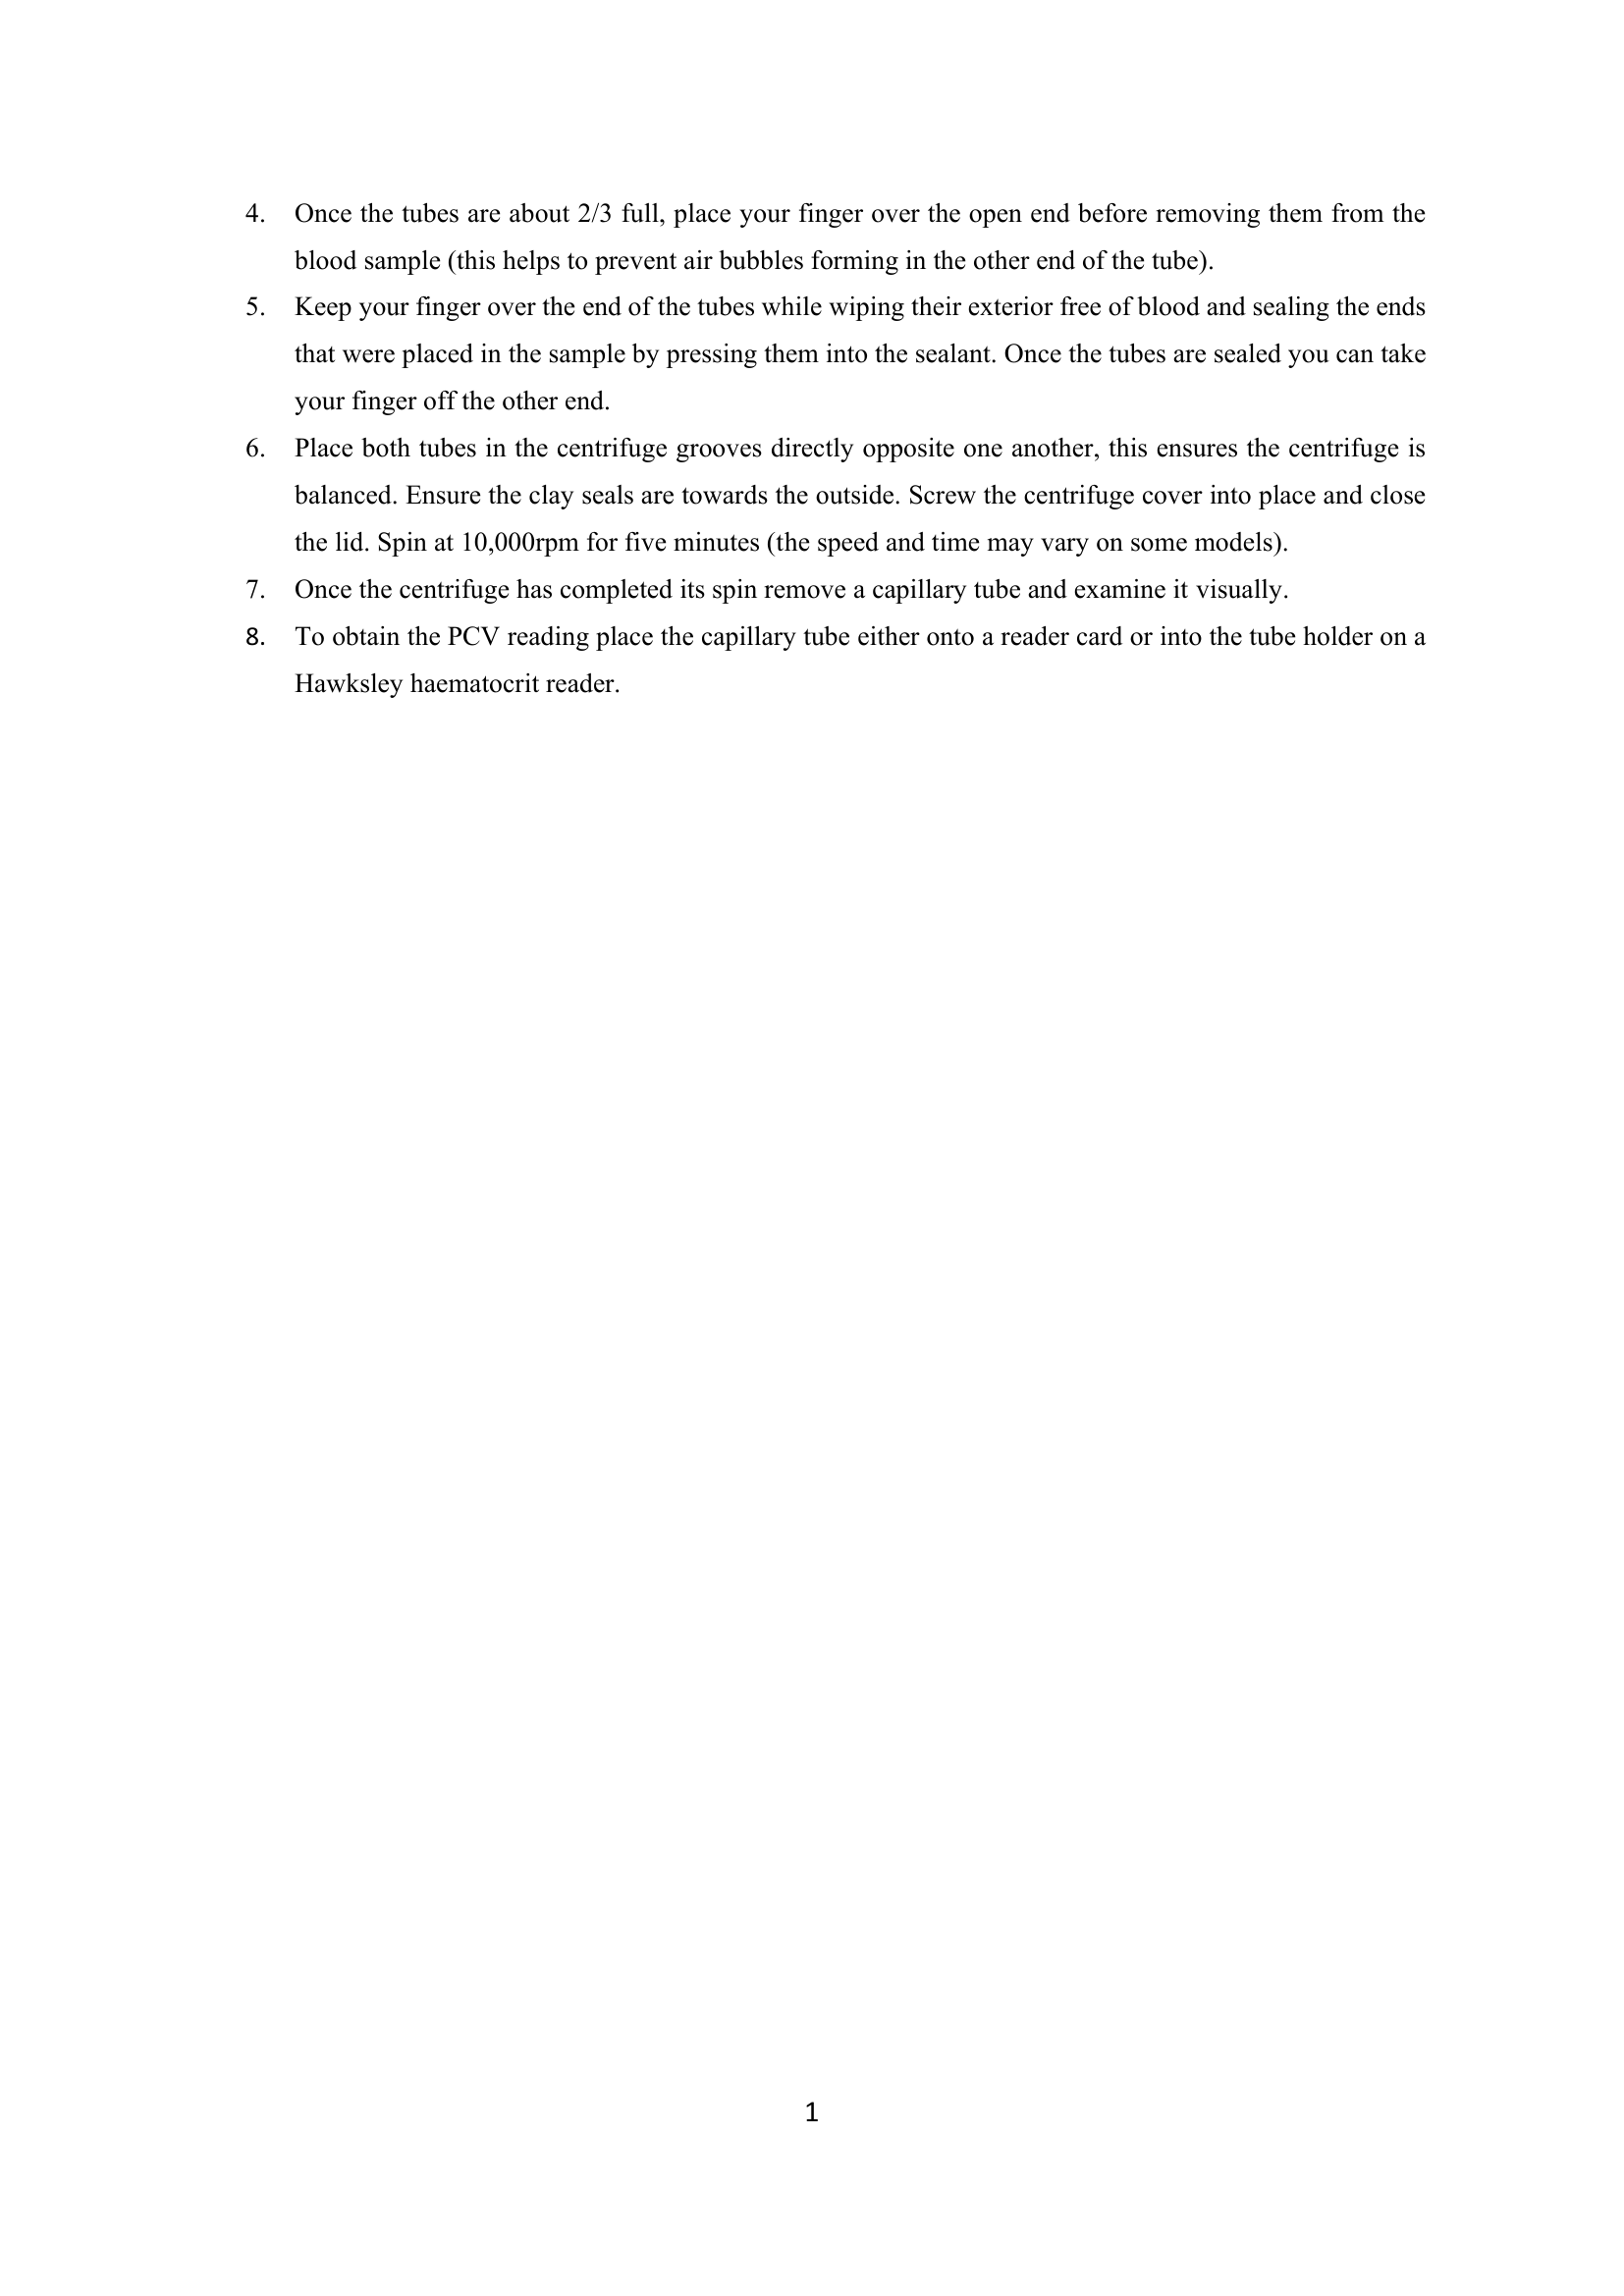 4. Once the tubes are about 2/3 full, place your finger over the open end before removing them from the
blood sample (this helps to prevent air bubbles forming in the other end of the tube).
5. Keep your finger over the end of the tubes while wiping their exterior free of blood and sealing the ends
that were placed in the sample by pressing them into the sealant. Once the tubes are sealed you can take
your finger off the other end.
6. Place both tubes in the centrifuge grooves directly opposite one another, this ensures the centrifuge is
balanced. Ensure the clay seals are towards the outside. Screw the centrifuge cover into place and close
the lid. Spin at 10,000rpm for five minutes (the speed and time may vary on some models).
7. Once the centrifuge has completed its spin remove a capillary tube and examine it visually.
8. To obtain the PCV reading place the capillary tube either onto a reader card or into the tube holder on a
Hawksley haematocrit reader.
1